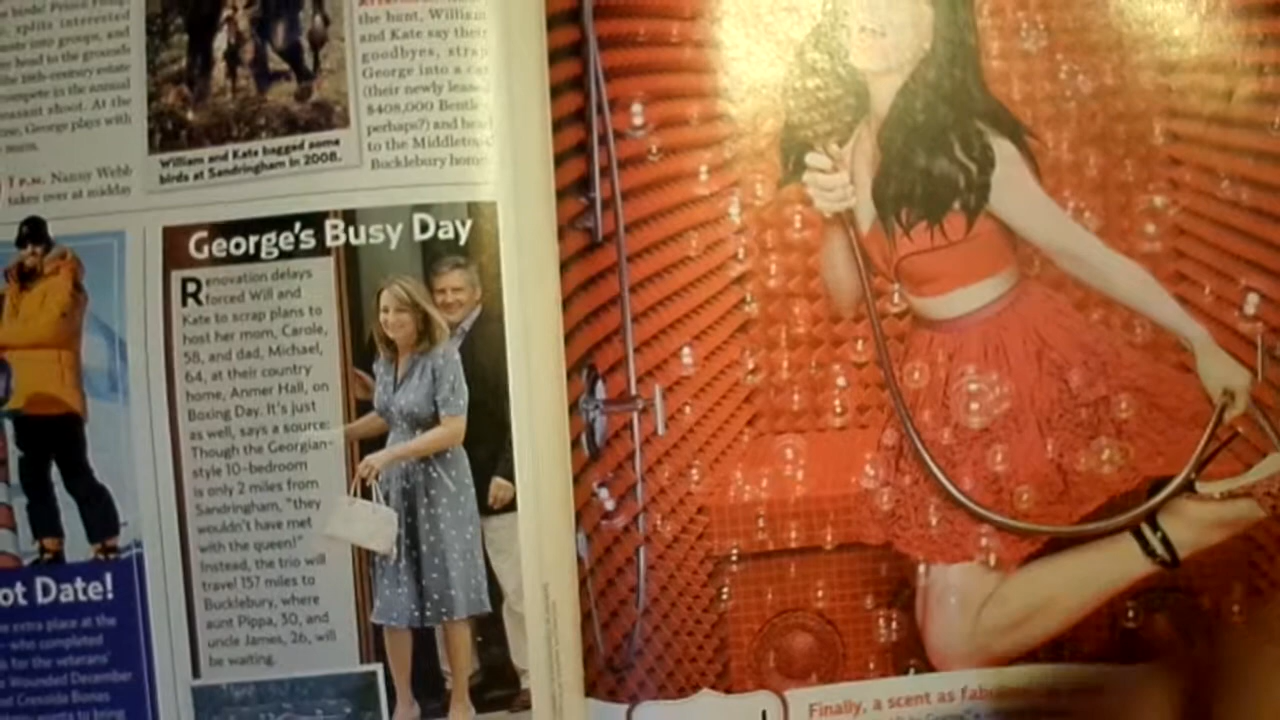 splits interested
into groups, and
head to the grounds
the 19th-century estate
compete in the annual
pheasant shoot. At the
George plays with
1 p.m. Nanny Webb
takes over at midday
William and Kate bagged some
birds at Sandringham in 2008.
the hunt, William
and Kate say their
goodbyes, strap
George into a car
(their newly leased
$408,000 Bentley
perhaps?) and head
to the Middletons'
Bucklebury home
George's Busy Day
Renovation delays
forced Will and
Kate to scrap plans to
host her mom, Carole,
58, and dad, Michael,
64, at their country
home, Anmer Hall, on
Boxing Day. It's just
as well, says a source:
Though the Georgian-
style 10-bedroom
is only 2 miles from
Sandringham, "they
wouldn't have met
with the queen!"
Instead, the trio will
travel 157 miles to
Bucklebury, where
aunt Pippa, 30, and
uncle James, 26, will
be waiting.
ot Date!
extra place at the
who completed
for the veterans'
Wounded December
Cressida Bonas
wants to bring
Finally, a scent as